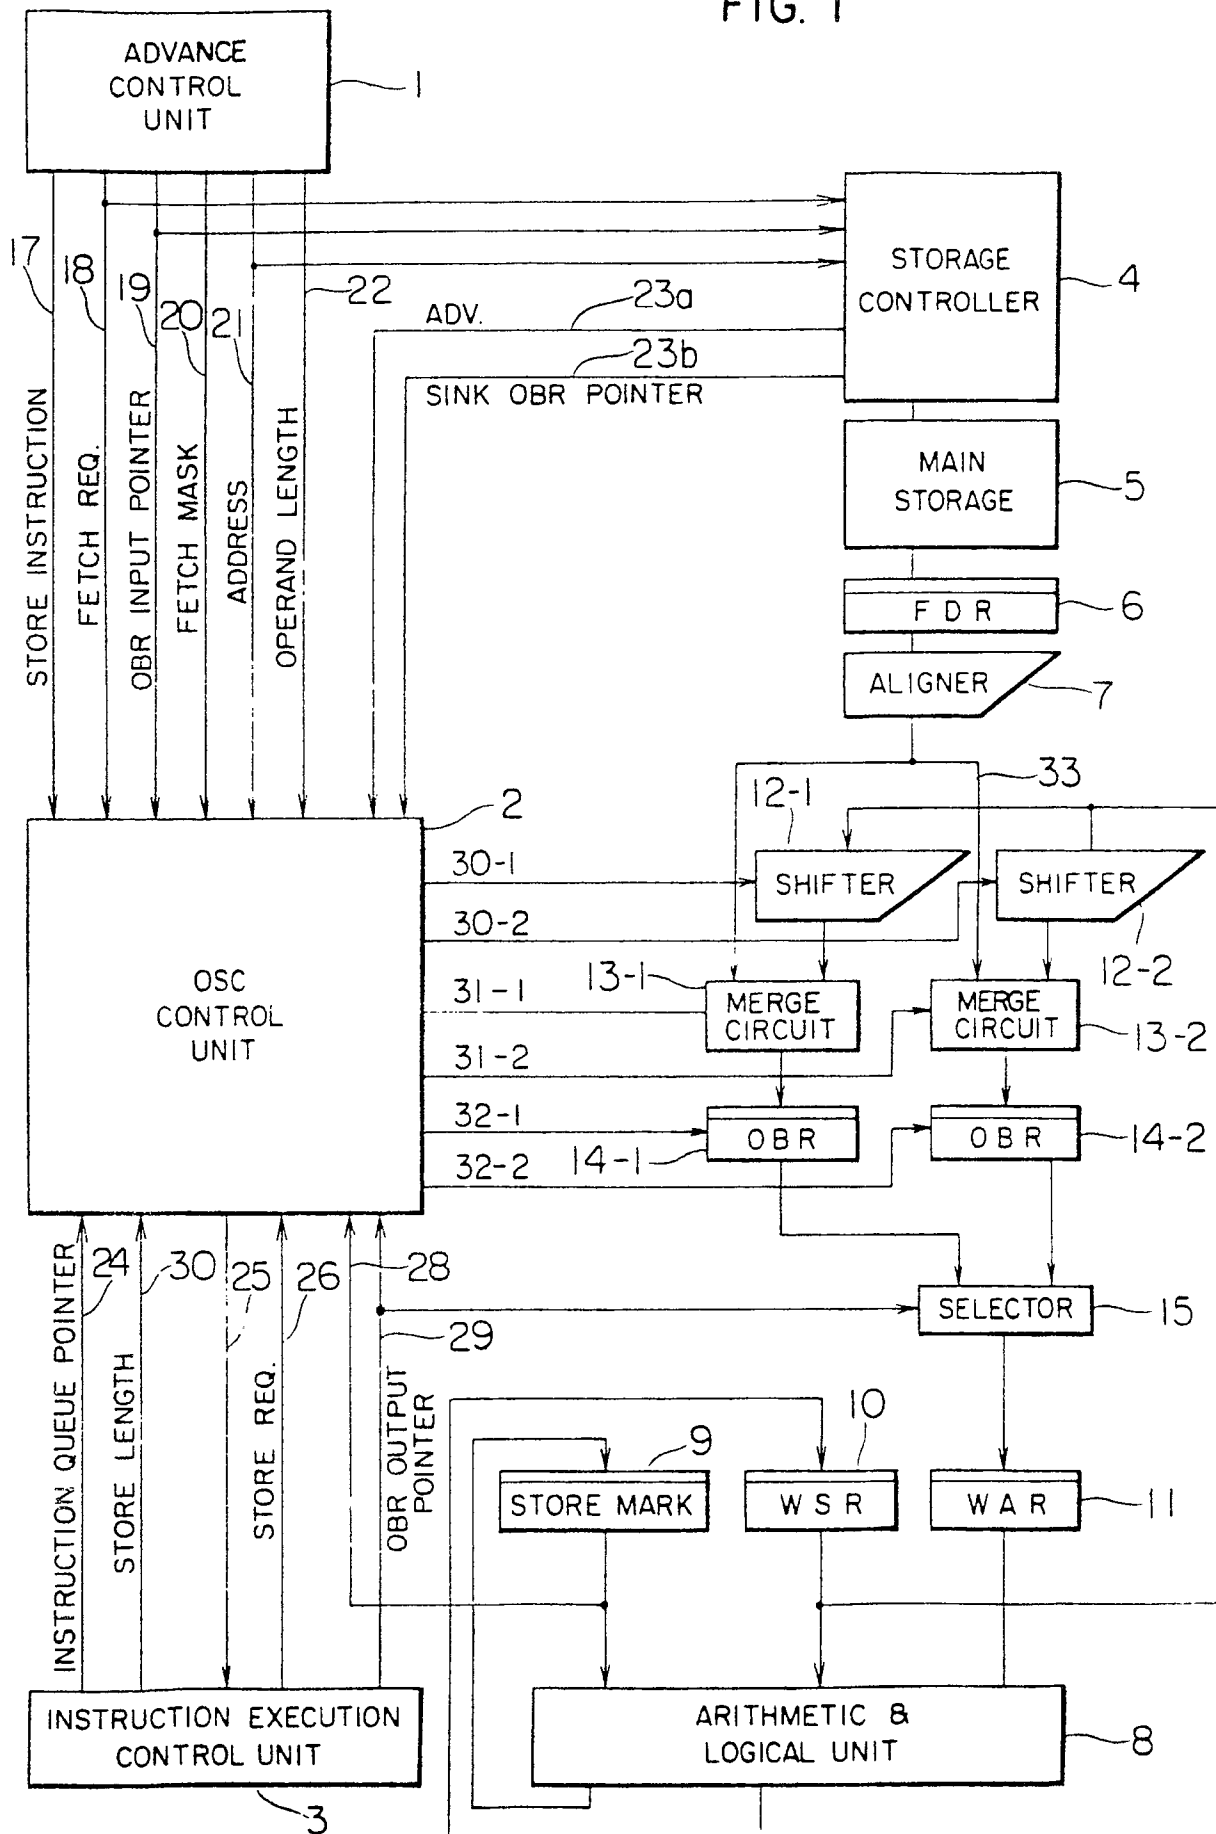 FIG. 1
ADVANCE
CONTROL
UNIT
1
STORAGE
CONTROLLER
4
17
18
19
20
21
22
23a
ADV.
23b
SINK OBR POINTER
STORE INSTRUCTION
FETCH REQ.
OBR INPUT POINTER
FETCH MASK
ADDRESS
OPERAND LENGTH
MAIN
STORAGE
5
FDR
6
ALIGNER
7
33
12-1
2
30-1
SHIFTER
SHIFTER
30-2
12-2
OSC
CONTROL
UNIT
13-1
31-1
MERGE
CIRCUIT
MERGE
CIRCUIT
13-2
31-2
32-1
OBR
OBR
14-2
14-1
32-2
24
30
25
26
28
29
SELECTOR
15
INSTRUCTION QUEUE POINTER
STORE LENGTH
STORE REQ.
OBR OUTPUT
POINTER
9
10
STORE MARK
WSR
WAR
11
INSTRUCTION EXECUTION
CONTROL UNIT
3
ARITHMETIC &
LOGICAL UNIT
8